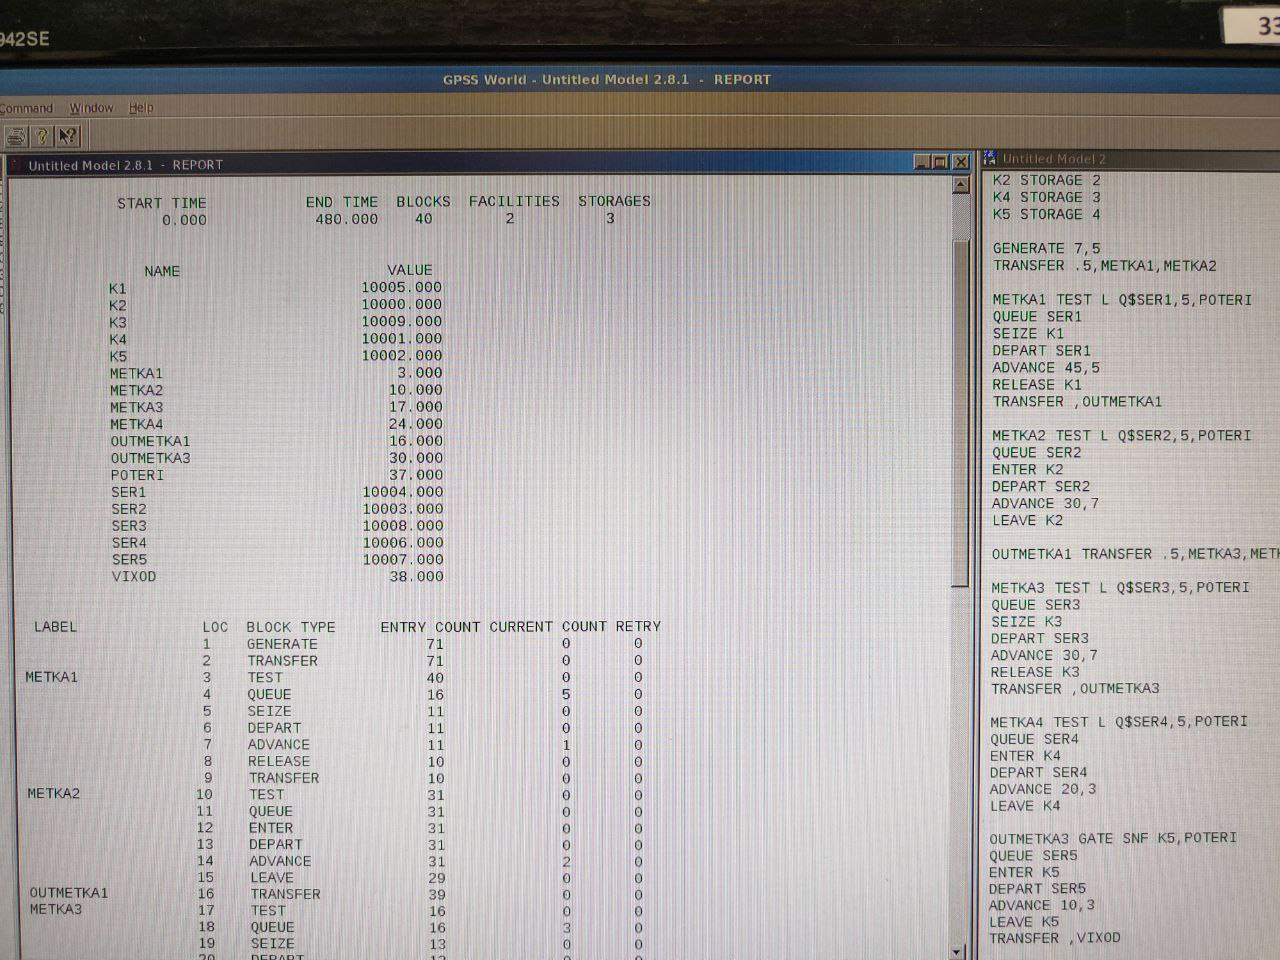 942SE
33
GPSS World - Untitled Model 2.8.1 - REPORT
Command Window Help
Untitled Model 2.8.1 - REPORT
START TIME END TIME BLOCKS FACILITIES STORAGES
0.000 480.000 40 2 3
NAME VALUE
K1 10005.000
K2 10000.000
K3 10009.000
K4 10001.000
K5 10002.000
METKA1 3.000
METKA2 10.000
METKA3 17.000
METKA4 24.000
OUTMETKA1 16.000
OUTMETKA3 30.000
POTERI 37.000
SER1 10004.000
SER2 10003.000
SER3 10008.000
SER4 10006.000
SER5 10007.000
VIXOD 38.000
LABEL LOC BLOCK TYPE ENTRY COUNT CURRENT COUNT RETRY
1 GENERATE 71 0 0
2 TRANSFER 71 0 0
METKA1 3 TEST 40 0 0
4 QUEUE 16 5 0
5 SEIZE 11 0 0
6 DEPART 11 0 0
7 ADVANCE 11 1 0
8 RELEASE 10 0 0
9 TRANSFER 10 0 0
METKA2 10 TEST 31 0 0
11 QUEUE 31 0 0
12 ENTER 31 0 0
13 DEPART 31 0 0
14 ADVANCE 31 2 0
15 LEAVE 29 0 0
OUTMETKA1 16 TRANSFER 39 0 0
METKA3 17 TEST 16 0 0
18 QUEUE 16 3 0
19 SEIZE 13 0 0
20 DEPART 13 0 0
Untitled Model 2
K2 STORAGE 2
K4 STORAGE 3
K5 STORAGE 4
GENERATE 7,5
TRANSFER .5,METKA1,METKA2
METKA1 TEST L Q$SER1,5,POTERI
QUEUE SER1
SEIZE K1
DEPART SER1
ADVANCE 45,5
RELEASE K1
TRANSFER ,OUTMETKA1
METKA2 TEST L Q$SER2,5,POTERI
QUEUE SER2
ENTER K2
DEPART SER2
ADVANCE 30,7
LEAVE K2
OUTMETKA1 TRANSFER .5,METKA3,METK
METKA3 TEST L Q$SER3,5,POTERI
QUEUE SER3
SEIZE K3
DEPART SER3
ADVANCE 30,7
RELEASE K3
TRANSFER ,OUTMETKA3
METKA4 TEST L Q$SER4,5,POTERI
QUEUE SER4
ENTER K4
DEPART SER4
ADVANCE 20,3
LEAVE K4
OUTMETKA3 GATE SNF K5,POTERI
QUEUE SER5
ENTER K5
DEPART SER5
ADVANCE 10,3
LEAVE K5
TRANSFER ,VIXOD